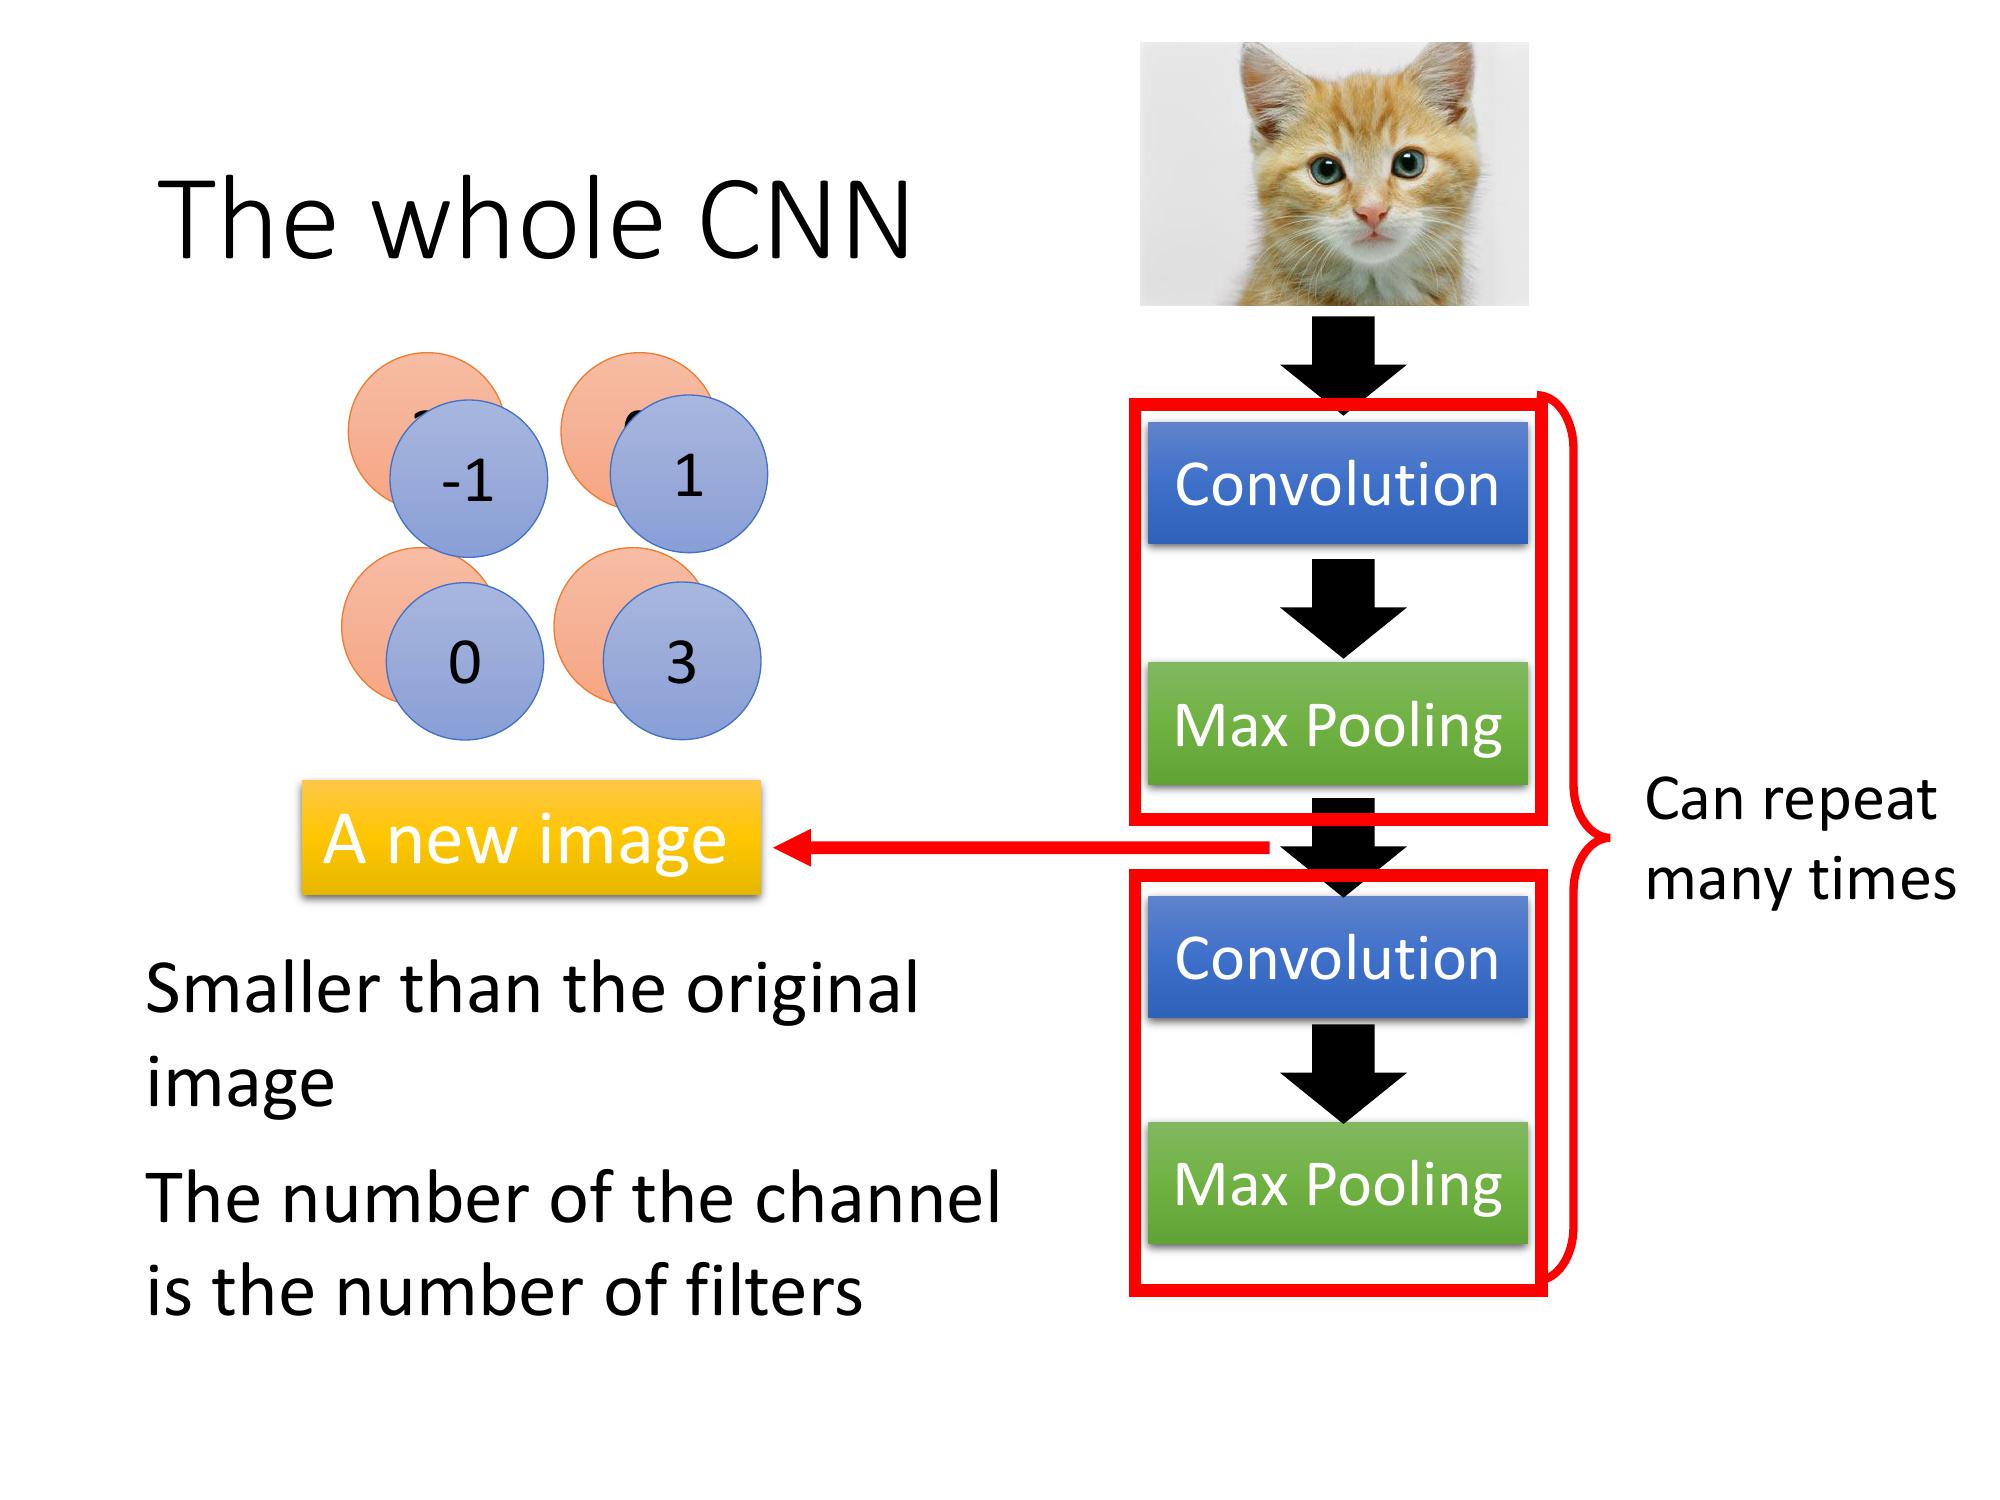 The whole CNN
-1
1
0
3
A new image
Smaller than the original
image
The number of the channel
is the number of filters
Convolution
Max Pooling
Convolution
Max Pooling
Can repeat
many times